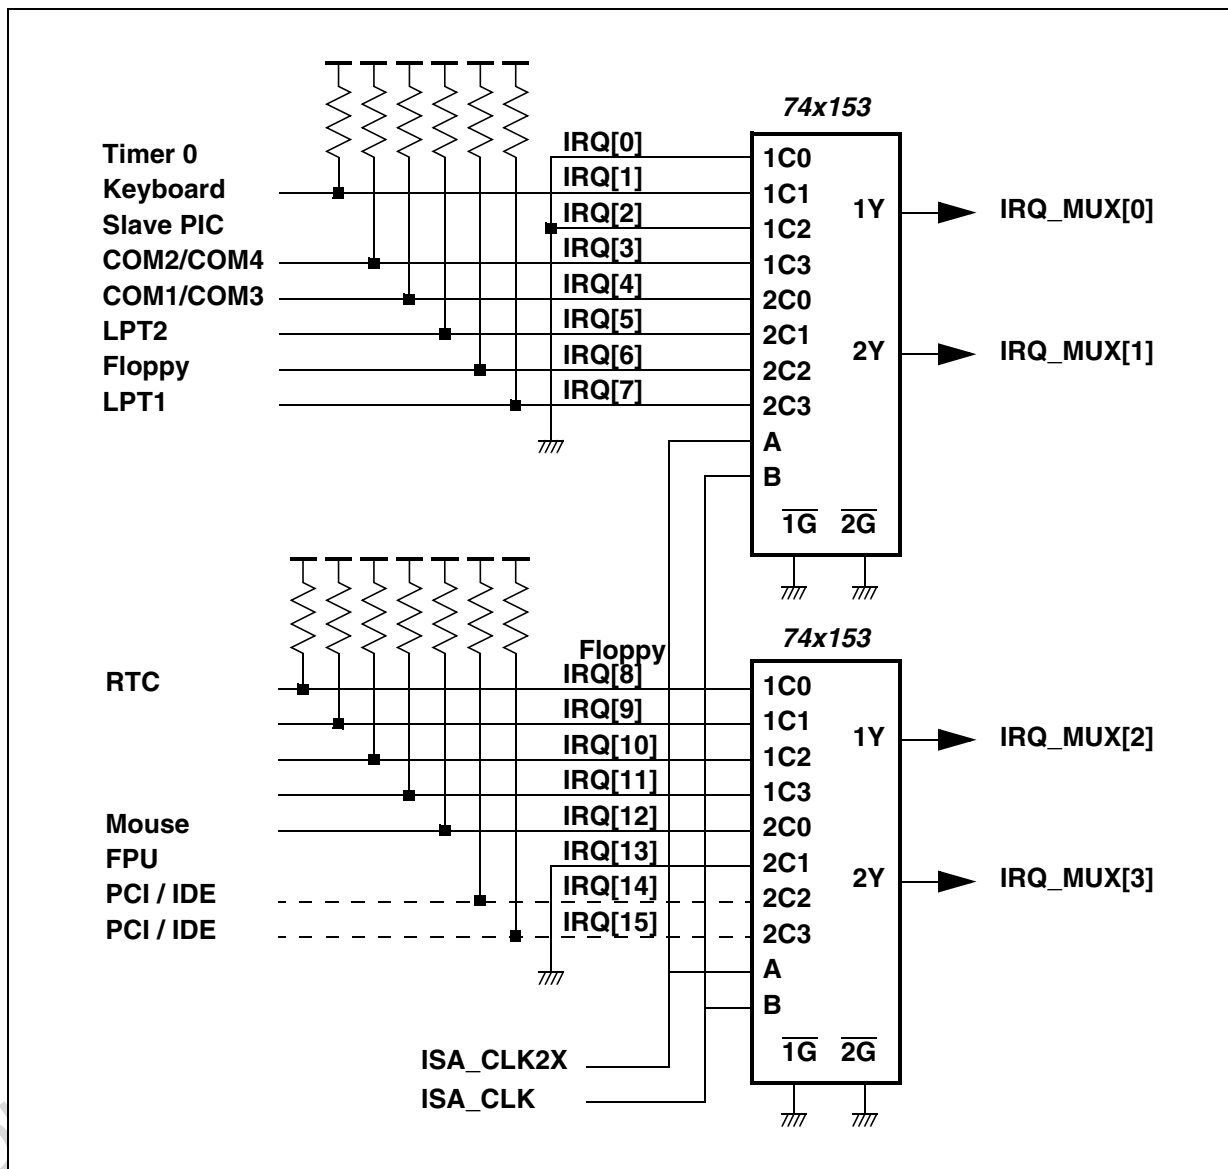 74x153
Timer 0 IRQ[0] 1C0
Keyboard IRQ[1] 1C1
1Y IRQ_MUX[0]
Slave PIC IRQ[2] 1C2
COM2/COM4 IRQ[3] 1C3
COM1/COM3 IRQ[4] 2C0
LPT2 IRQ[5] 2C1
2Y IRQ_MUX[1]
Floppy IRQ[6] 2C2
LPT1 IRQ[7] 2C3
A
B
1G 2G
74x153
Floppy
RTC IRQ[8] 1C0
IRQ[9] 1C1
1Y IRQ_MUX[2]
IRQ[10] 1C2
IRQ[11] 1C3
Mouse IRQ[12] 2C0
FPU IRQ[13] 2C1
2Y IRQ_MUX[3]
PCI / IDE IRQ[14] 2C2
PCI / IDE IRQ[15] 2C3
A
B
1G 2G
ISA_CLK2X
ISA_CLK